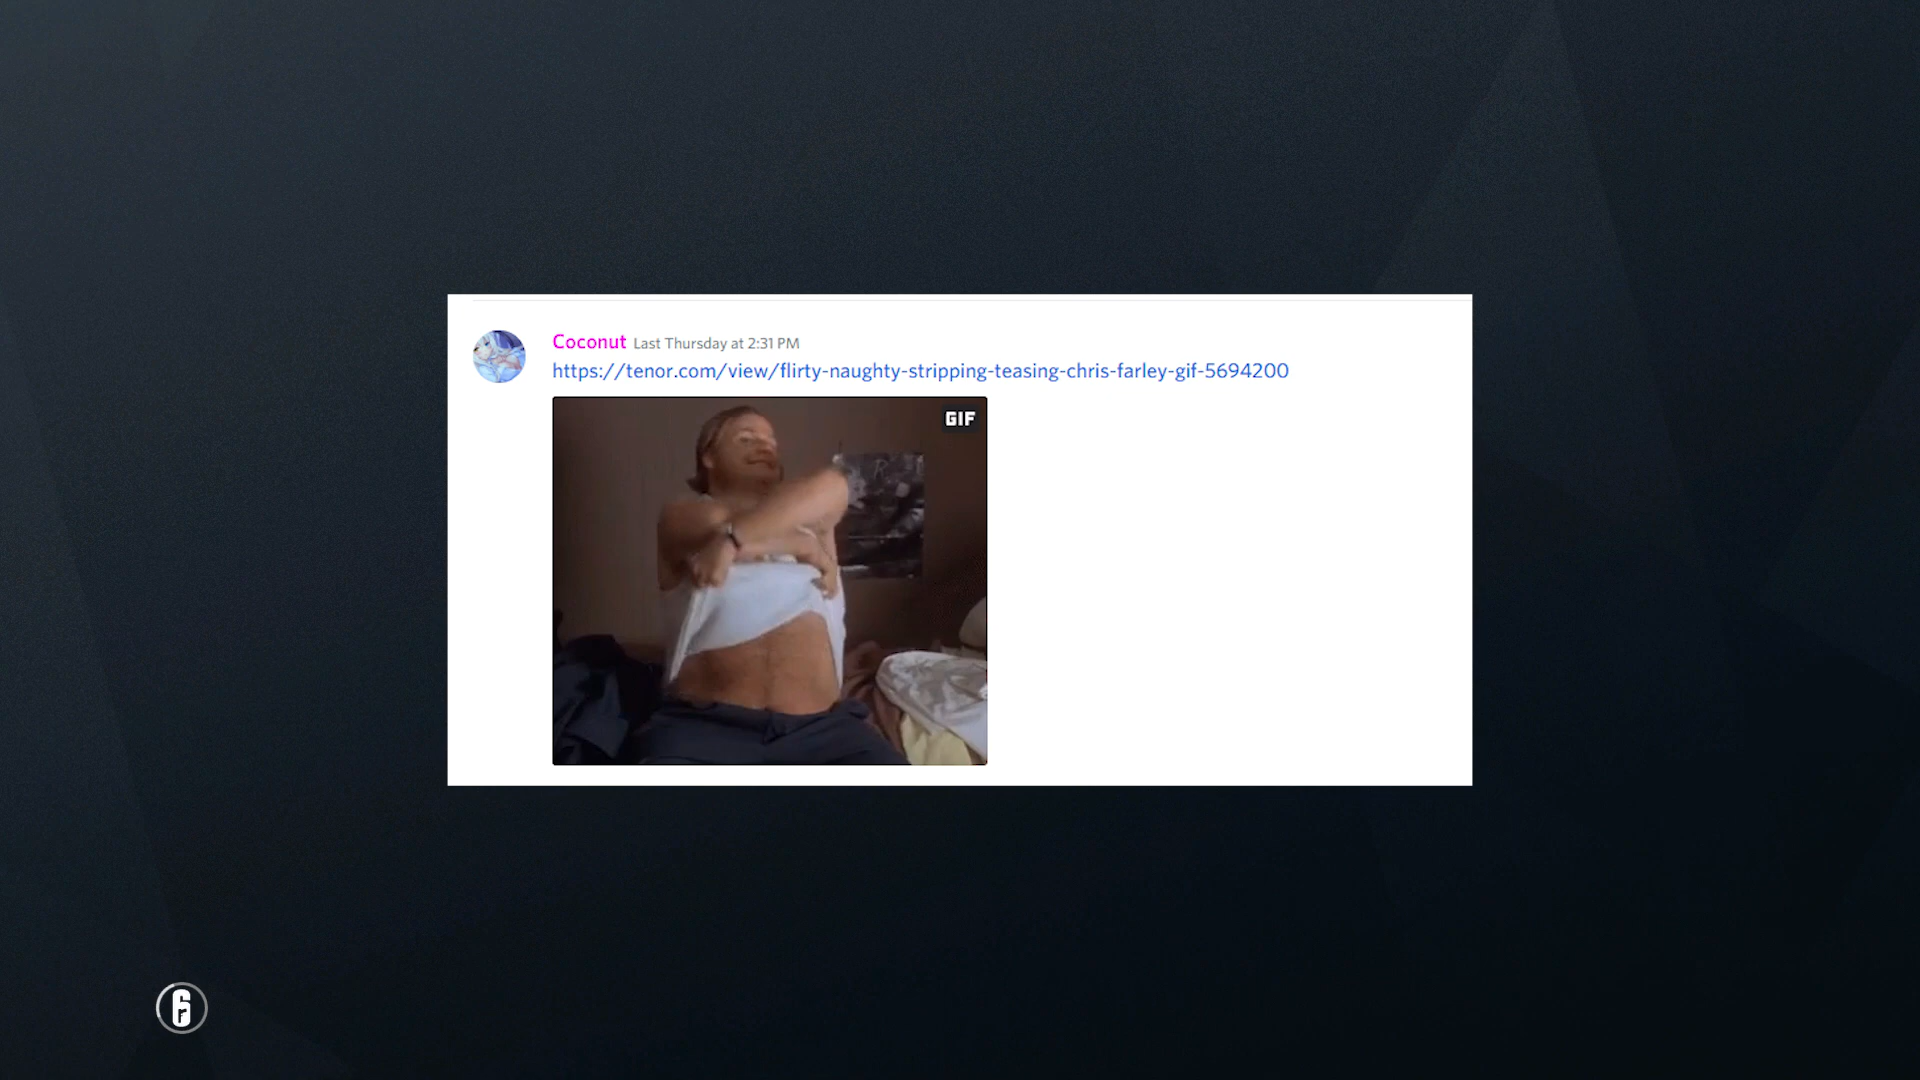 Coconut Last Thursday at 2:31 PM
https://tenor.com/view/flirty-naughty-stripping-teasing-chris-farley-gif-5694200
GIF
R
6